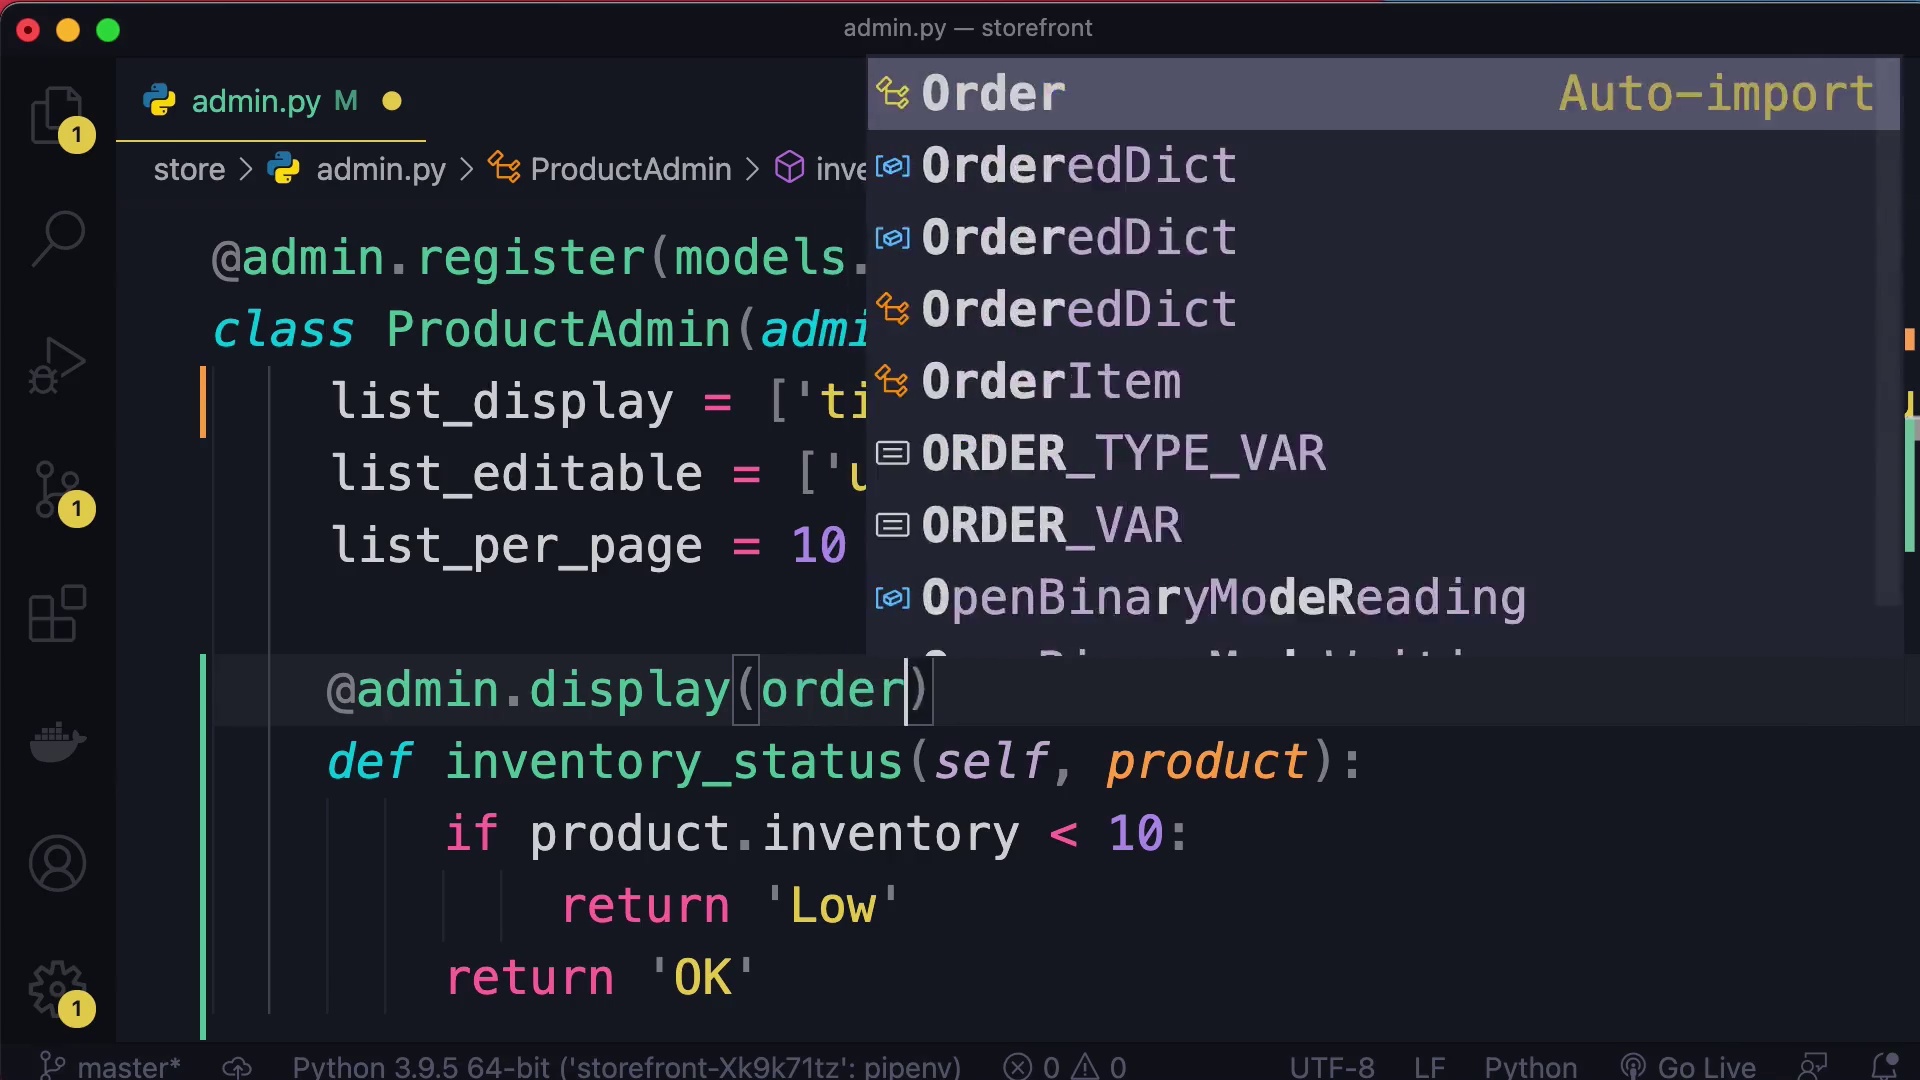 admin.py — storefront
admin.py M
1
store > admin.py > ProductAdmin > inve
Order Auto-import
OrderedDict
OrderedDict
OrderedDict
OrderItem
ORDER_TYPE_VAR
ORDER_VAR
OpenBinaryModeReading
@admin.register(models.
class ProductAdmin(admi
list_display = ['ti
list_editable = ['u
list_per_page = 10
1
@admin.display(order)
def inventory_status(self, product):
if product.inventory < 10:
return 'Low'
return 'OK'
1
master* Python 3.9.5 64-bit ('storefront-Xk9k71tz': pipenv) 0 0 UTF-8 LF Python Go Live